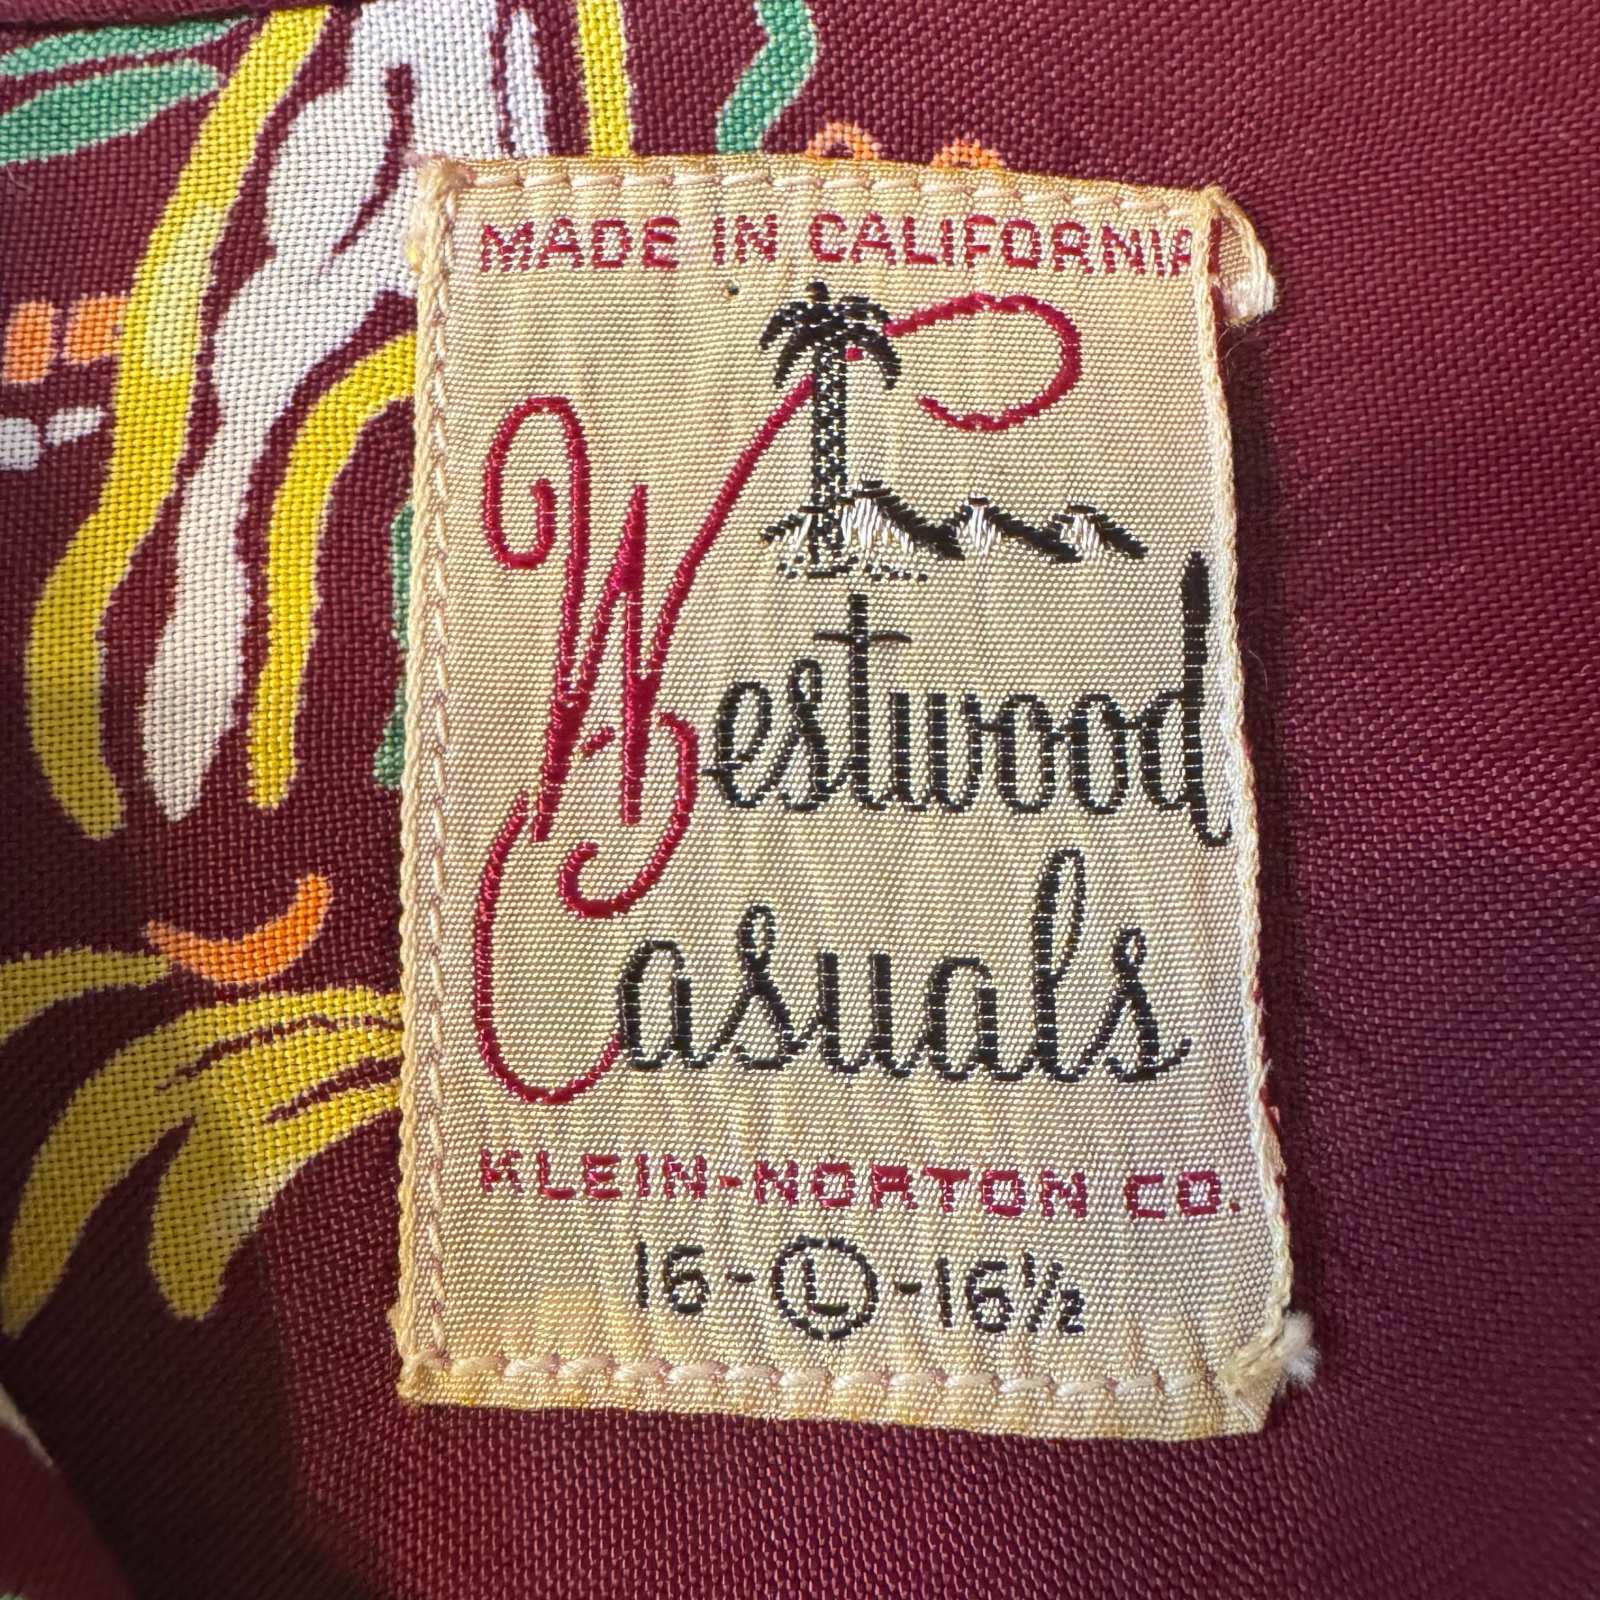 MADE IN CALIFORNIA
Westwood
Casuals
KLEIN-NORTON CO.
16-L-16½